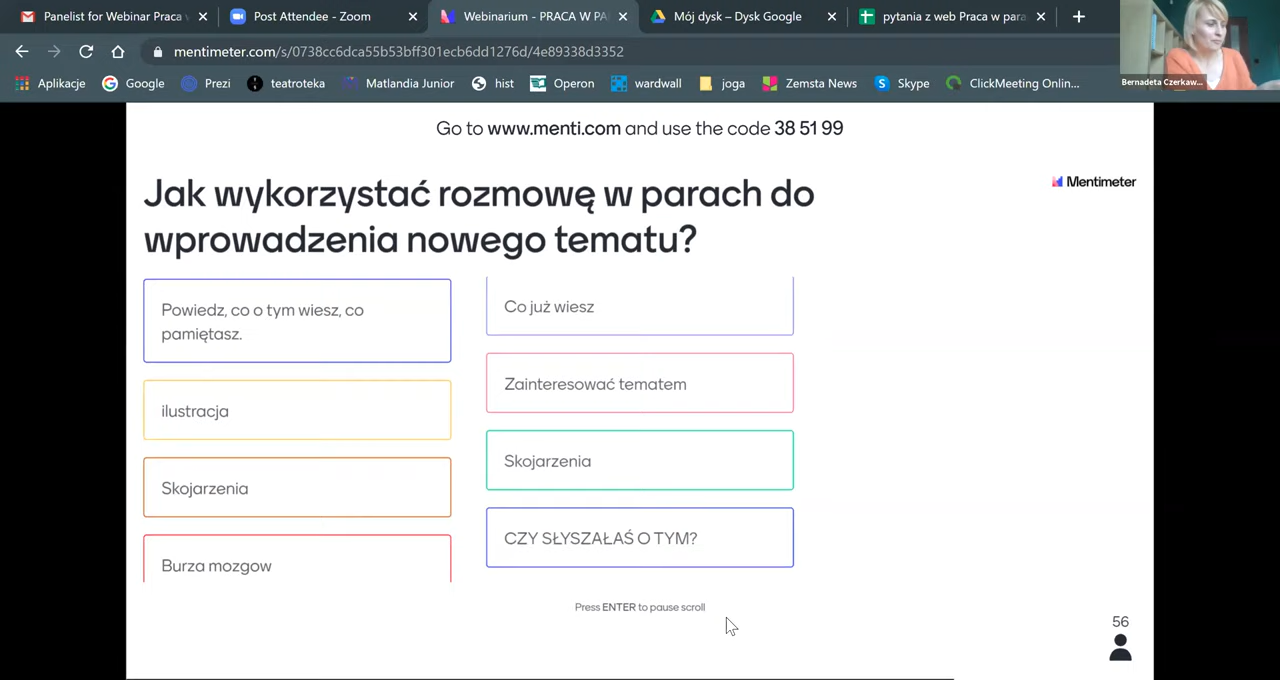 Panelist for Webinar Praca w
Post Attendee - Zoom
Webinarium - PRACA W PA
Mój dysk – Dysk Google
pytania z web Praca w para
mentimeter.com/s/0738cc6dca55b53bff301ecb6dd1276d/4e89338d3352
Aplikacje
Google
Prezi
teatroteka
Matlandia Junior
hist
Operon
wardwall
joga
Zemsta News
Skype
ClickMeeting Onlin...
Bernadeta Czerkaw...
Go to www.menti.com and use the code 38 51 99
Mentimeter
Jak wykorzystać rozmowę w parach do
wprowadzenia nowego tematu?
Powiedz, co o tym wiesz, co
pamiętasz.
ilustracja
Skojarzenia
Burza mozgow
Co już wiesz
Zainteresować tematem
Skojarzenia
CZY SŁYSZAŁAŚ O TYM?
Press ENTER to pause scroll
56